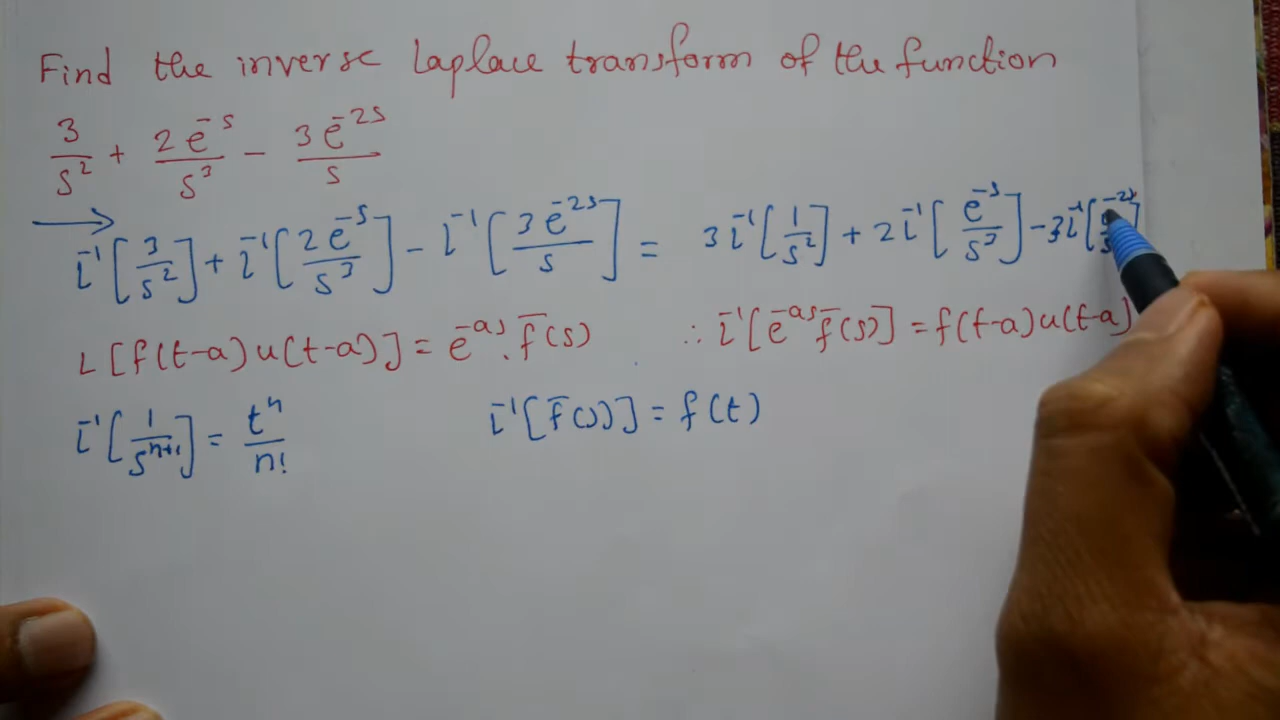 Find the inverse Laplace transform of the function
3/s² + 2e⁻ˢ/s³ − 3e⁻²ˢ/s
→ L⁻¹[3/s²] + L⁻¹[2e⁻ˢ/s³] − L⁻¹[3e⁻²ˢ/s] = 3L⁻¹[1/s²] + 2L⁻¹[e⁻ˢ/s³] − 3L⁻¹[e⁻²ˢ/s]
L[f(t-a)u(t-a)] = e⁻ᵃˢ. f̅(s) ∴ L⁻¹[e⁻ᵃˢ f̅(s)] = f(t-a)u(t-a)
L⁻¹[1/sⁿ⁺¹] = tⁿ/n! L⁻¹[f̅(s)] = f(t)